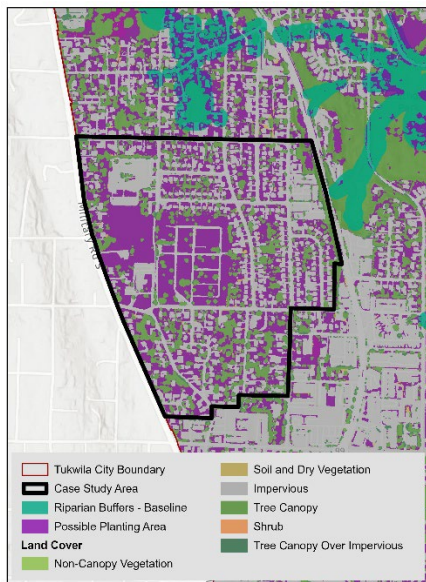 Military Rd S
Tukwila City Boundary
Case Study Area
Riparian Buffers - Baseline
Possible Planting Area
Land Cover
Non-Canopy Vegetation
Soil and Dry Vegetation
Impervious
Tree Canopy
Shrub
Tree Canopy Over Impervious